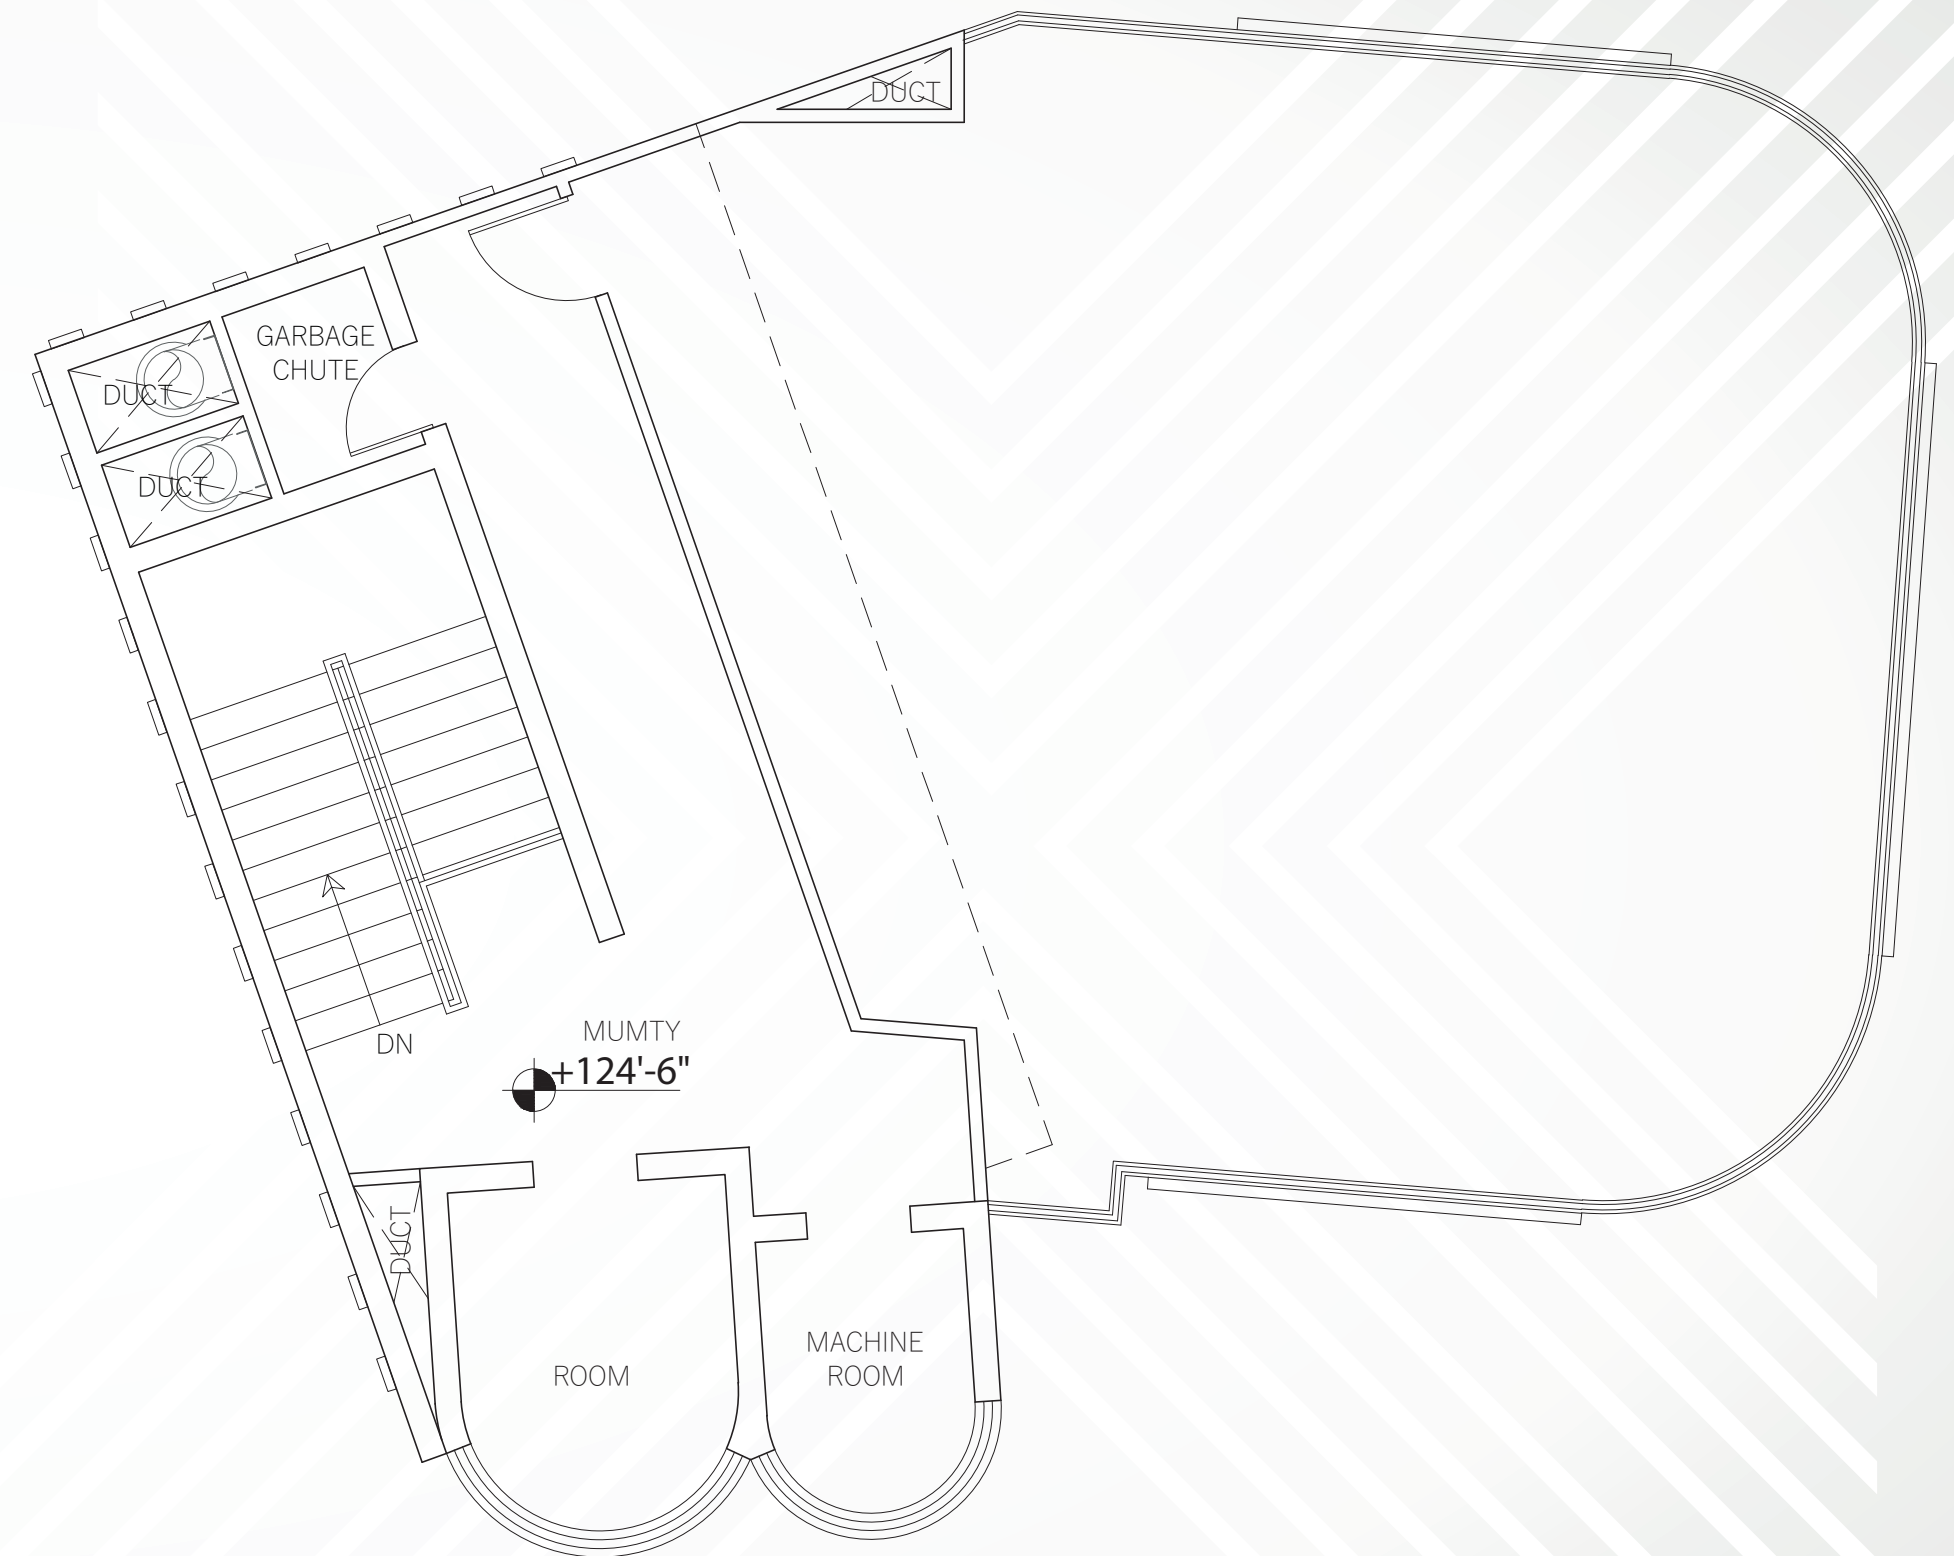 DUCT
GARBAGE
CHUTE
DUCT
DUCT
MUMTY
DN
+124'-6"
DUCT
MACHINE
ROOM
ROOM